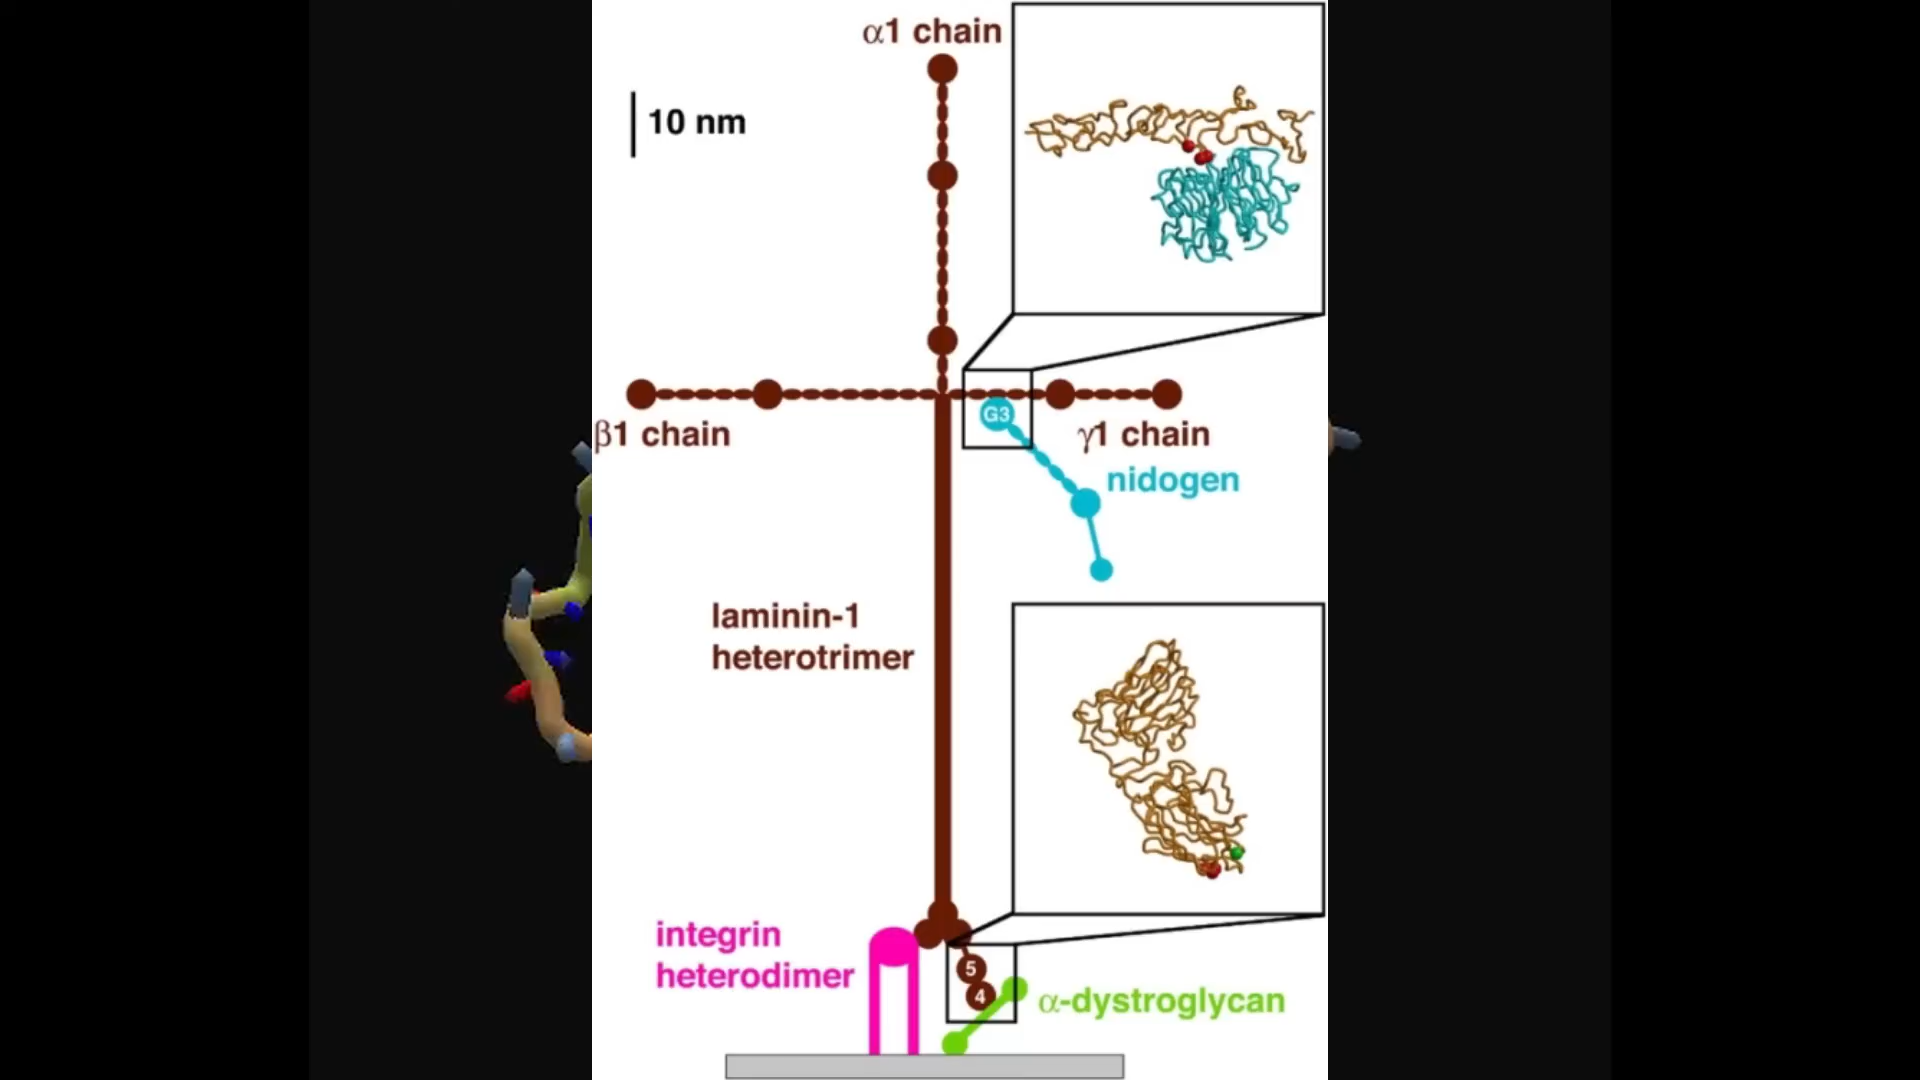 α1 chain
10 nm
G3
β1 chain
γ1 chain
nidogen
laminin-1
heterotrimer
integrin
heterodimer
5
4
α-dystroglycan